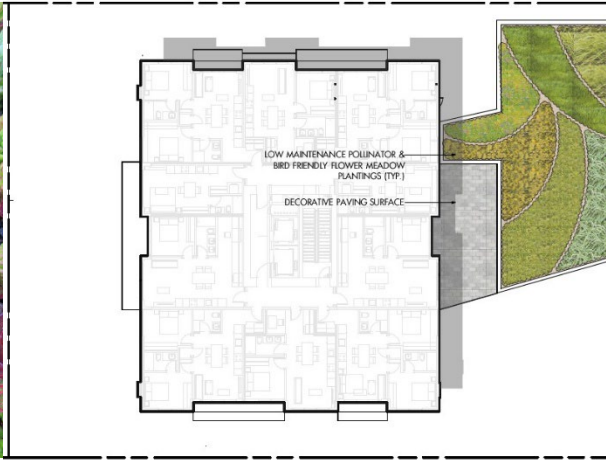 LOW MAINTENANCE POLLINATOR &
BIRD FRIENDLY FLOWER MEADOW
PLANTINGS (TYP.)
DECORATIVE PAVING SURFACE